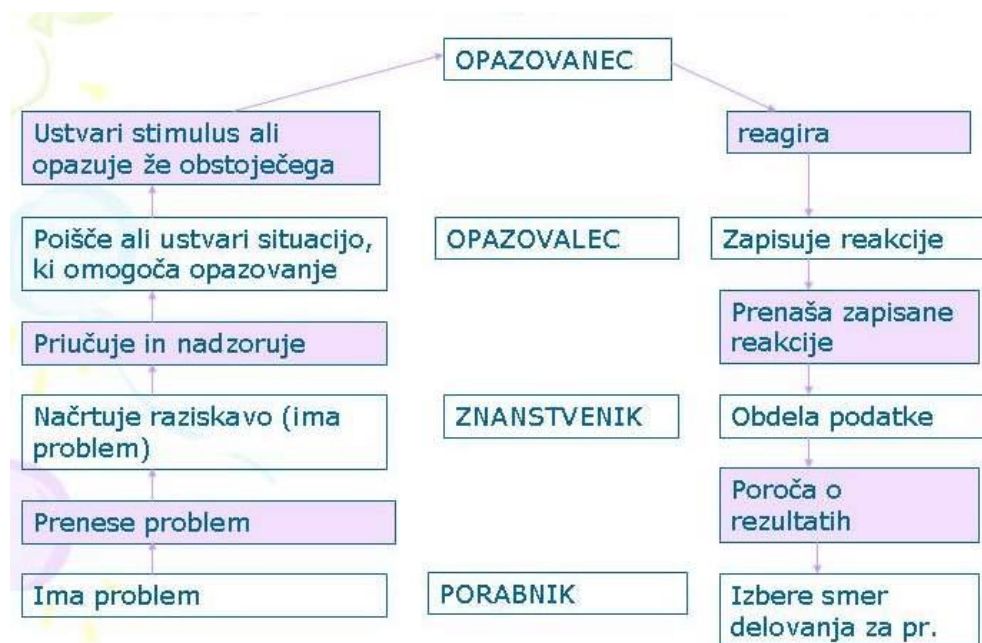 OPAZOVANEC
Ustvari stimulus ali
opazuje že obstoječega
reagira
Poišče ali ustvari situacijo,
ki omogoča opazovanje
OPAZOVALEC
Zapisuje reakcije
Priučuje in nadzoruje
Prenaša zapisane
reakcije
Načrtuje raziskavo (ima
problem)
ZNANSTVENIK
Obdela podatke
Prenese problem
Poroča o
rezultatih
Ima problem
PORABNIK
Izbere smer
delovanja za pr.